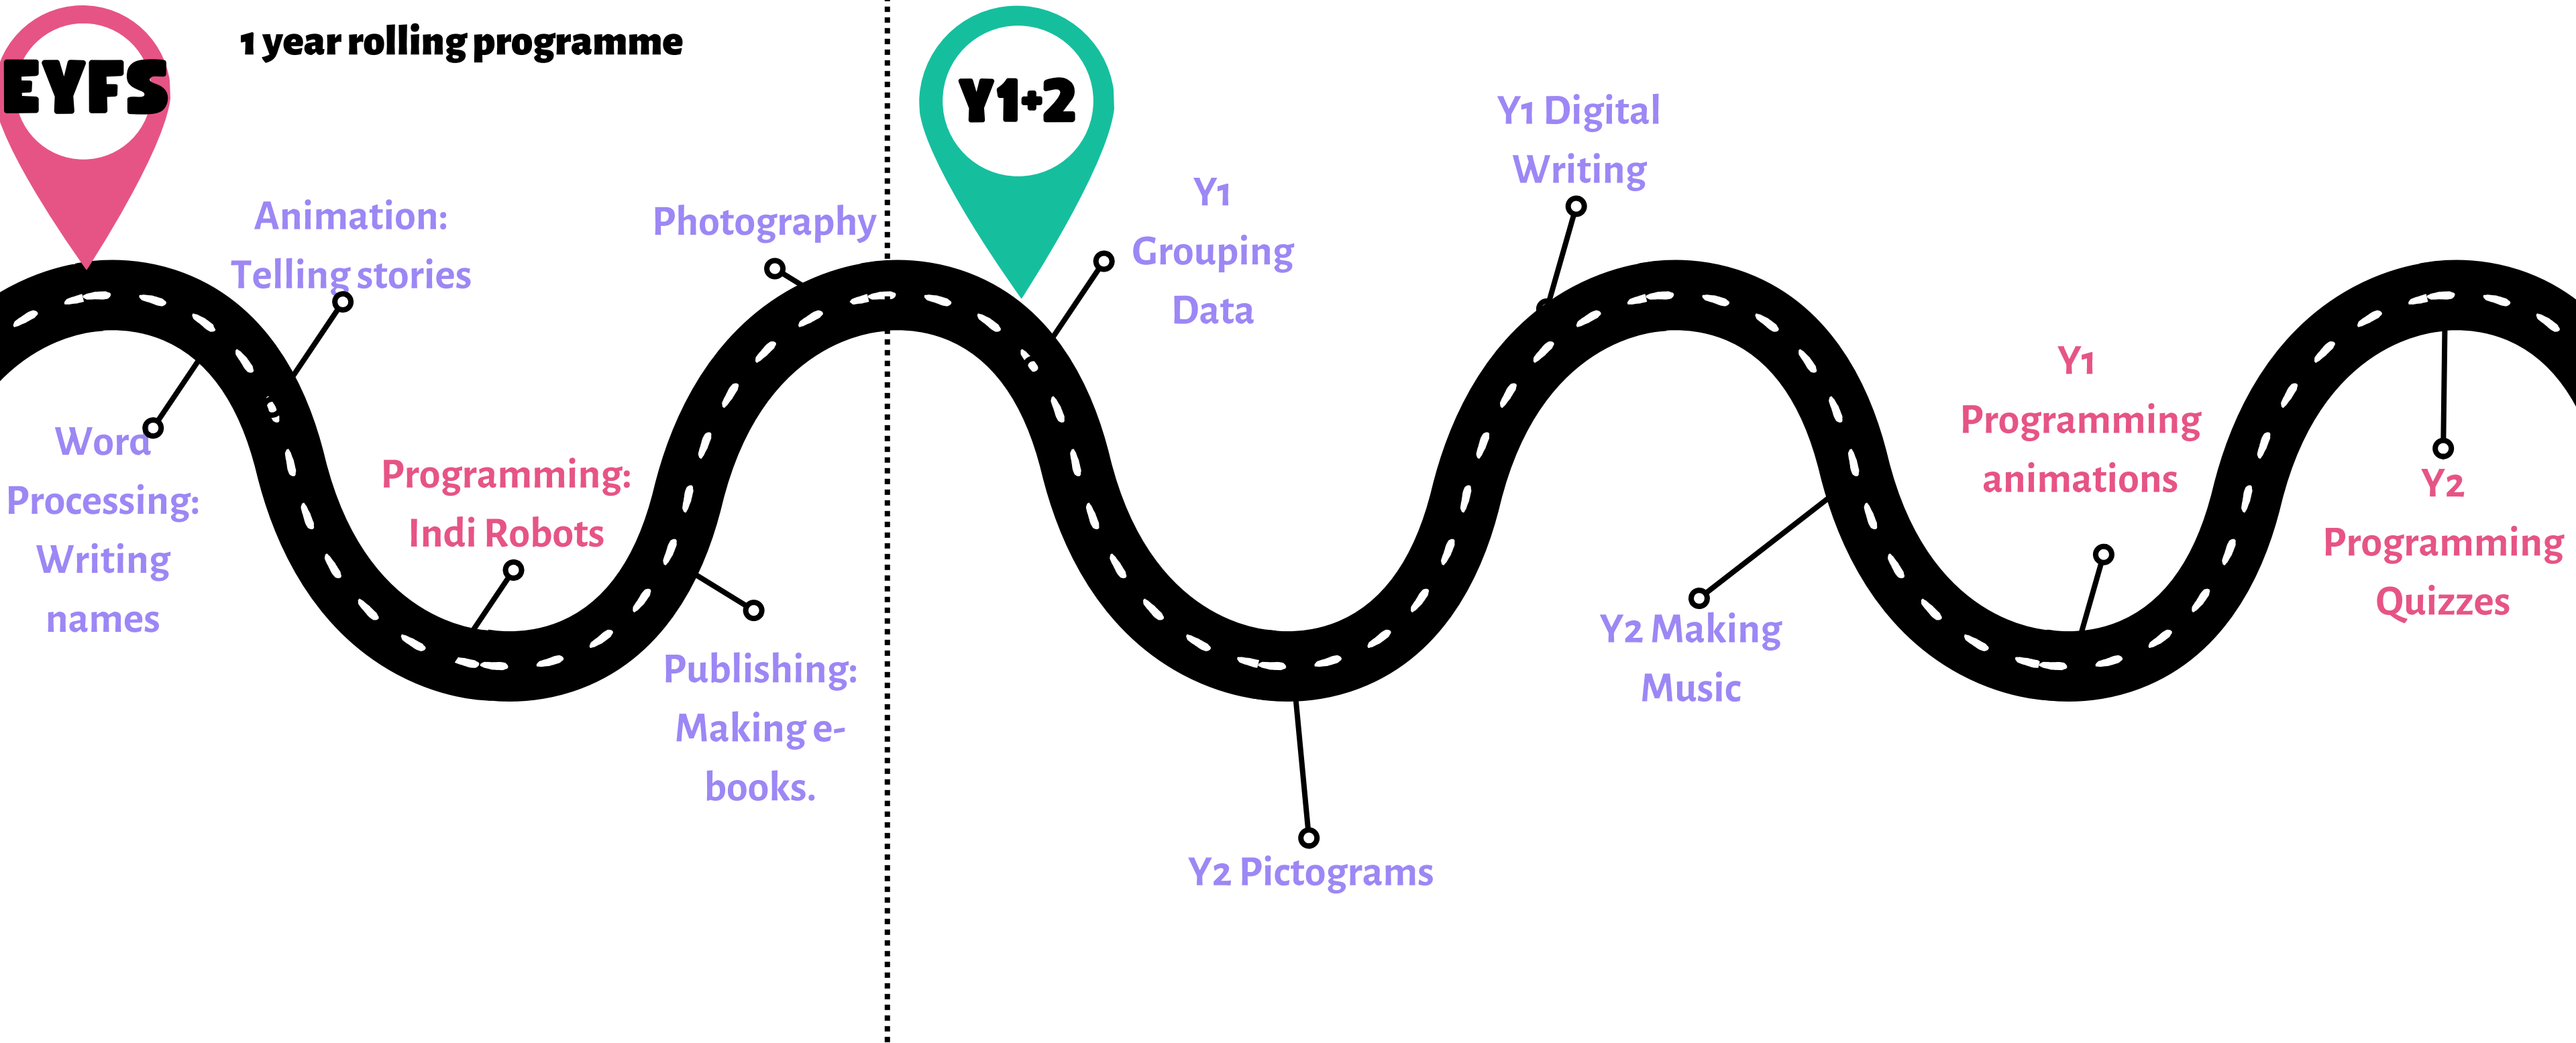 EYFS
1 year rolling programme
Word
Processing:
Writing
names
Animation:
Telling stories
Programming:
Indi Robots
Publishing:
Making e-
books.
Photography
Y1+2
Y1
Grouping
Data
Y2 Pictograms
Y1 Digital
Writing
Y2 Making
Music
Y1
Programming
animations
Y2
Programming
Quizzes